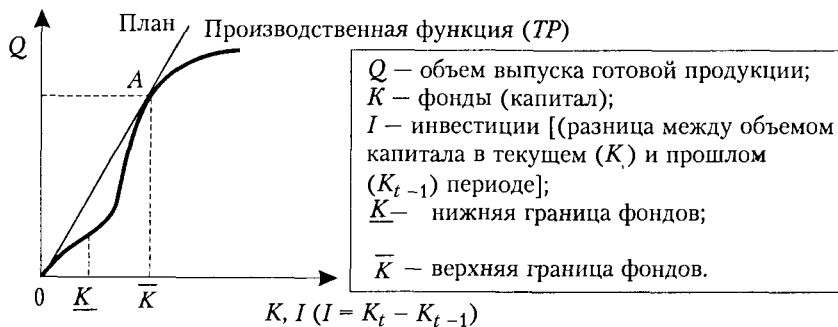 План
Производственная функция (TP)
Q
A
Q — объем выпуска готовой продукции;
K — фонды (капитал);
I — инвестиции [(разница между объемом
капитала в текущем (K) и прошлом
(Kₜ₋₁) периоде];
K̲ — нижняя граница фондов;
K̅ — верхняя граница фондов.
0 K̲ K̅
K, I (I = Kₜ − Kₜ₋₁)